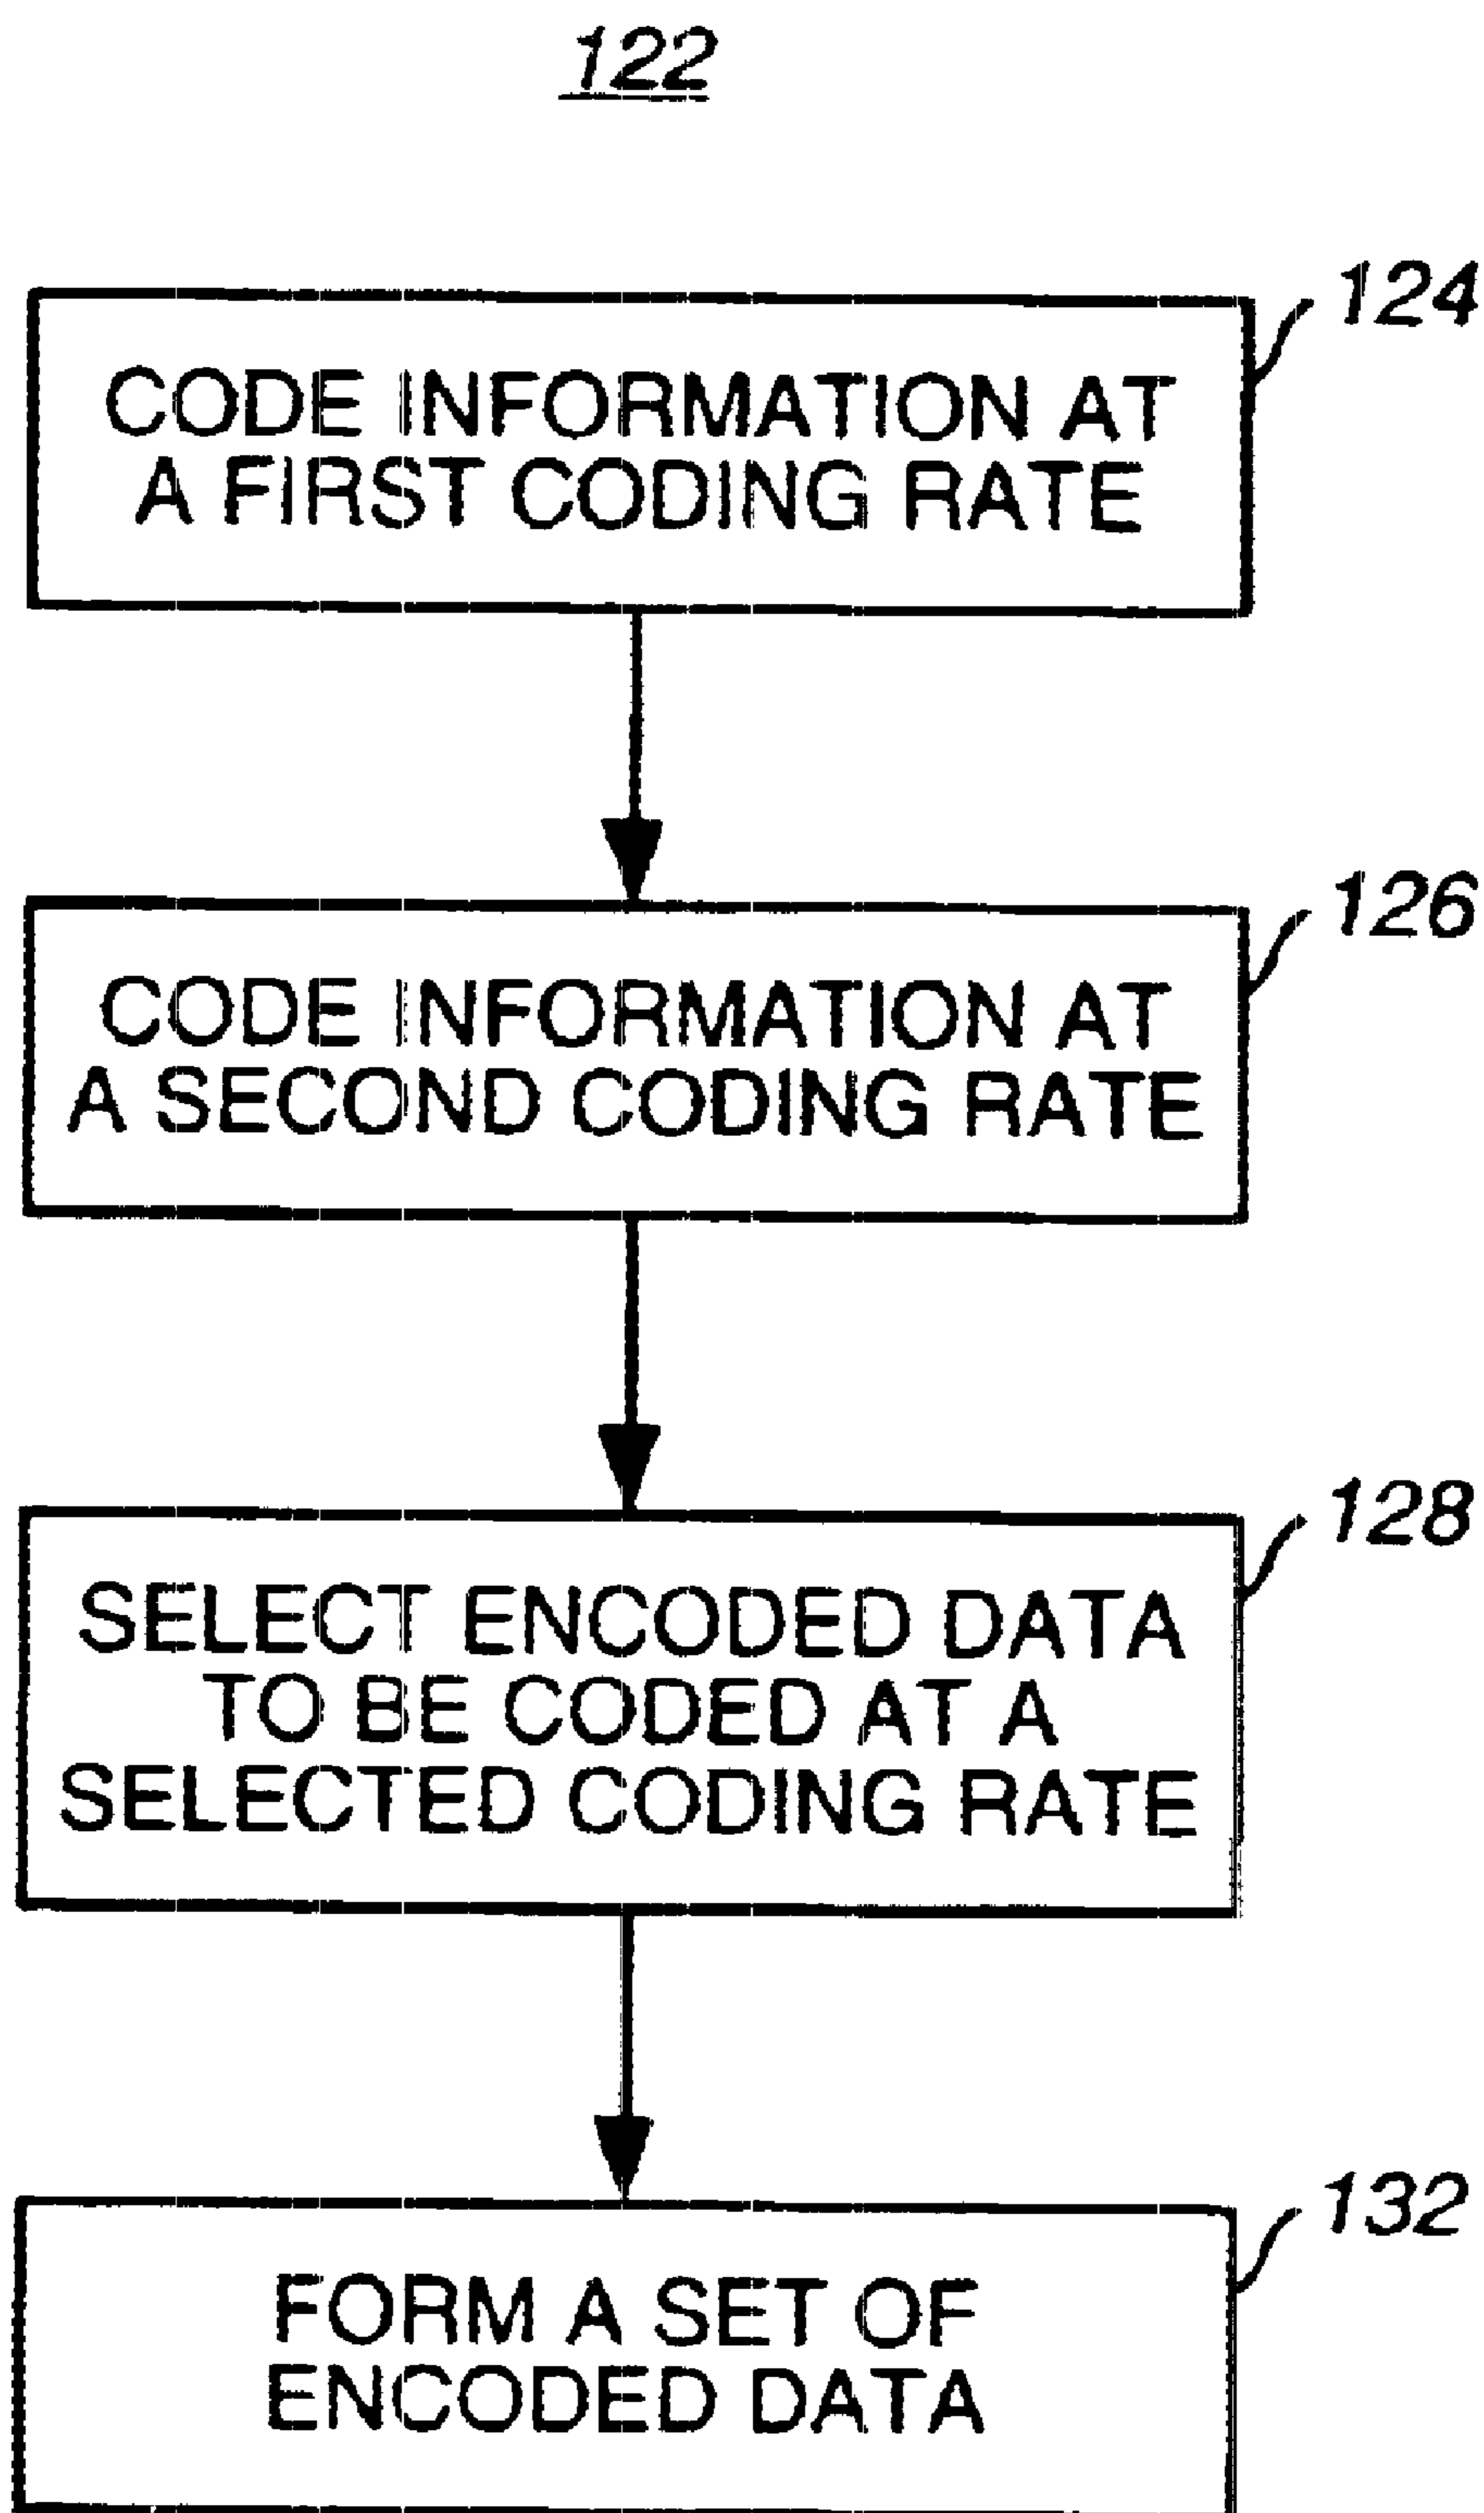 122
124
CODE INFORMATION AT
A FIRST CODING RATE
126
CODE INFORMATION AT
A SECOND CODING RATE
128
SELECT ENCODED DATA
TO BE CODED AT A
SELECTED CODING RATE
132
FORM A SET OF
ENCODED DATA